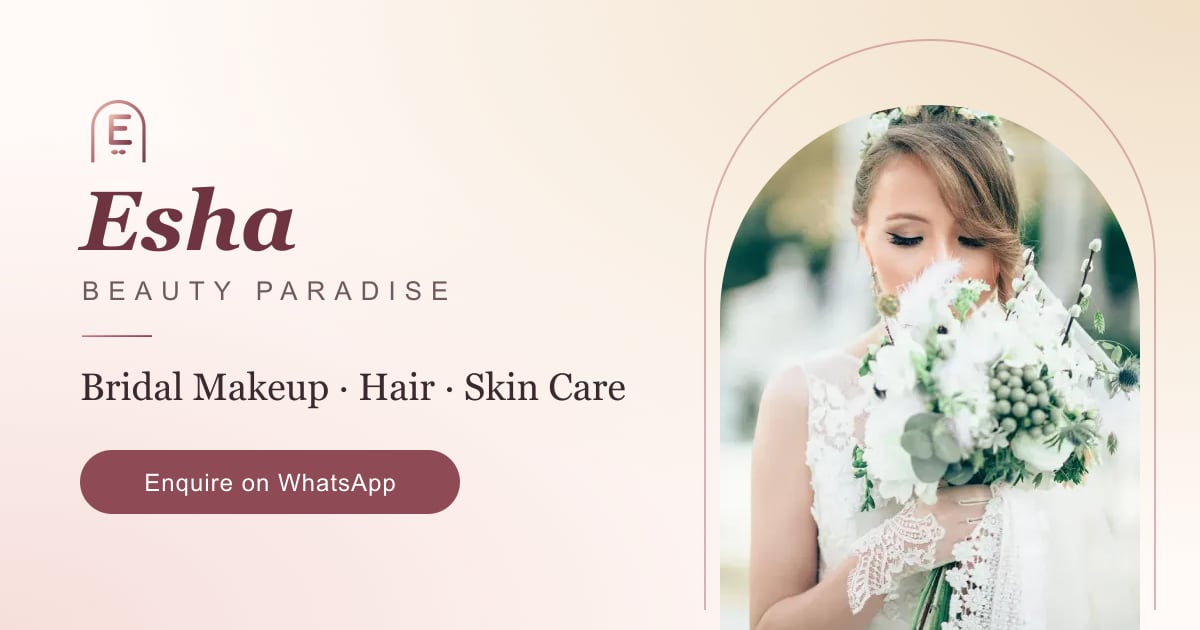 E
Esha
BEAUTY PARADISE
Bridal Makeup · Hair · Skin Care
Enquire on WhatsApp